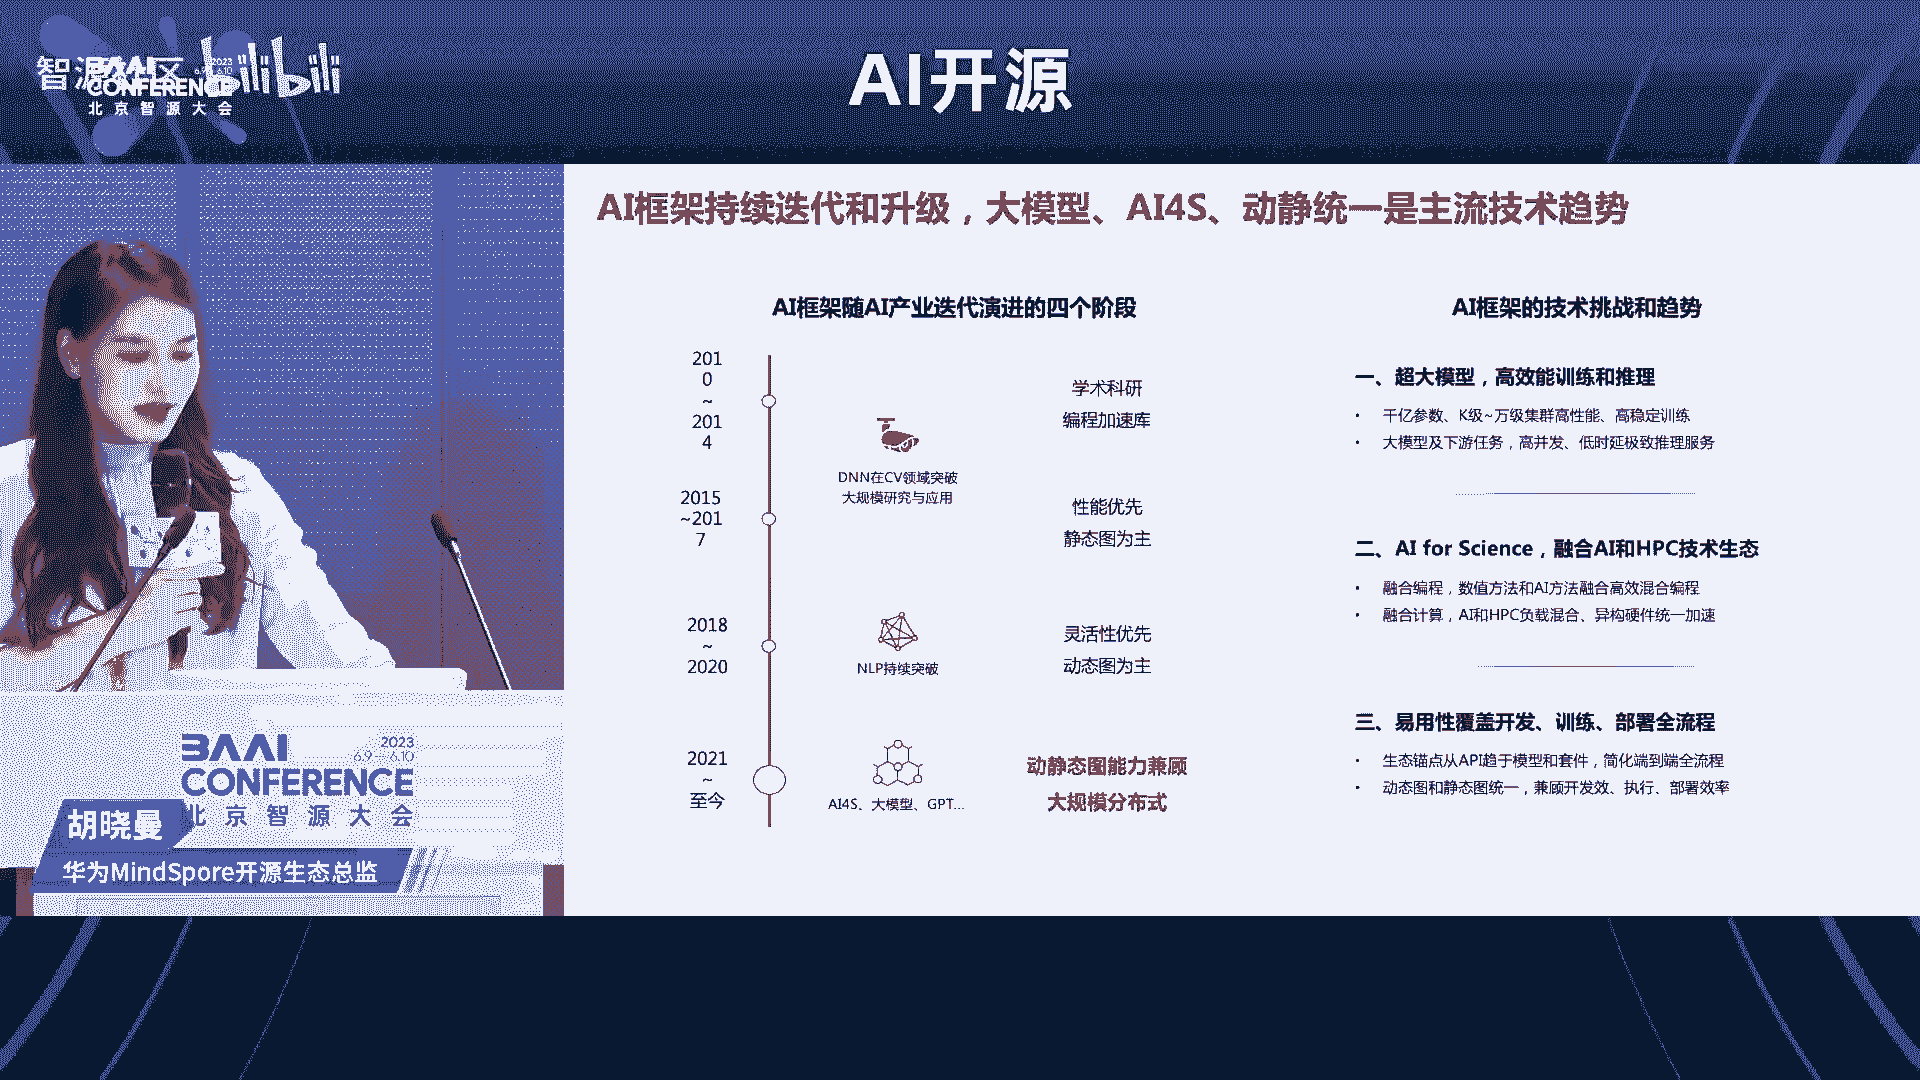 智源社区 bilibili
BAAI 2023
CONFERENCE 6.9 6.10
北京智源大会
AI开源
AI框架持续迭代和升级，大模型、AI4S、动静统一是主流技术趋势
AI框架随AI产业迭代演进的四个阶段
201
0
~
201
4
学术科研
编程加速库
DNN在CV领域突破
大规模研究与应用
2015
~201
7
性能优先
静态图为主
2018
~
2020
NLP持续突破
灵活性优先
动态图为主
2021
~
至今
AI4S、大模型、GPT...
动静态图能力兼顾
大规模分布式
AI框架的技术挑战和趋势
一、超大模型，高效能训练和推理
• 千亿参数、K级~万级集群高性能、高稳定训练
• 大模型及下游任务，高并发、低时延极致推理服务
二、AI for Science，融合AI和HPC技术生态
• 融合编程，数值方法和AI方法融合高效混合编程
• 融合计算，AI和HPC负载混合、异构硬件统一加速
三、易用性覆盖开发、训练、部署全流程
• 生态锚点从API趋于模型和套件，简化端到端全流程
• 动态图和静态图统一，兼顾开发效、执行、部署效率
BAAI 2023
6.9 6.10
CONFERENCE
北京智源大会
胡晓曼
华为MindSpore开源生态总监